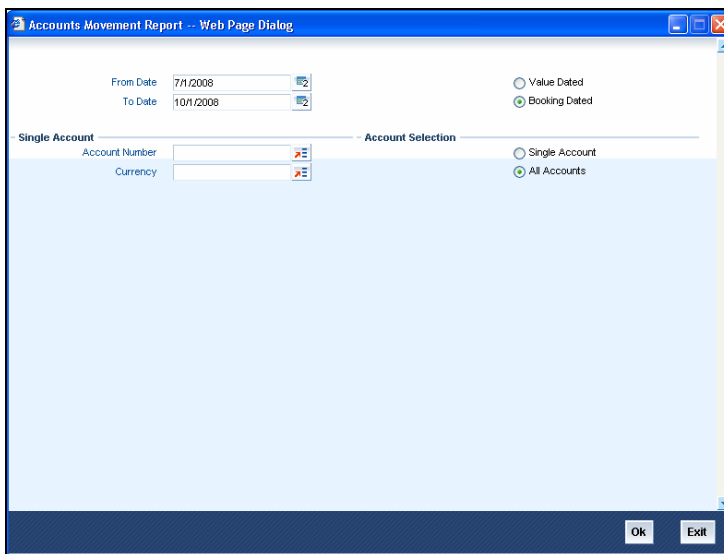 Accounts Movement Report -- Web Page Dialog
From Date 7/1/2008 Value Dated
To Date 10/1/2008 Booking Dated
Single Account Account Selection
Account Number Single Account
Currency All Accounts
Ok Exit